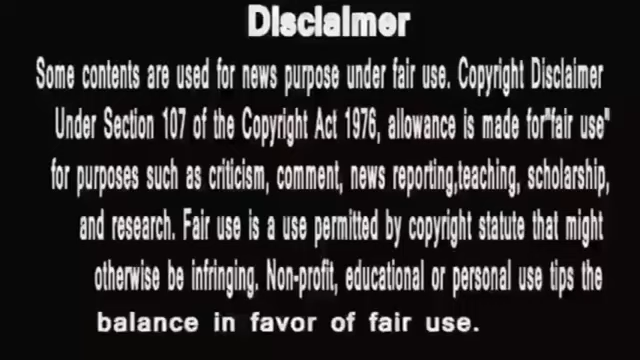 Disclaimer
Some contents are used for news purpose under fair use. Copyright Disclaimer
Under Section 107 of the Copyright Act 1976, allowance is made for"fair use"
for purposes such as criticism, comment, news reporting,teaching, scholarship,
and research. Fair use is a use permitted by copyright statute that might
otherwise be infringing. Non-profit, educational or personal use tips the
balance in favor of fair use.